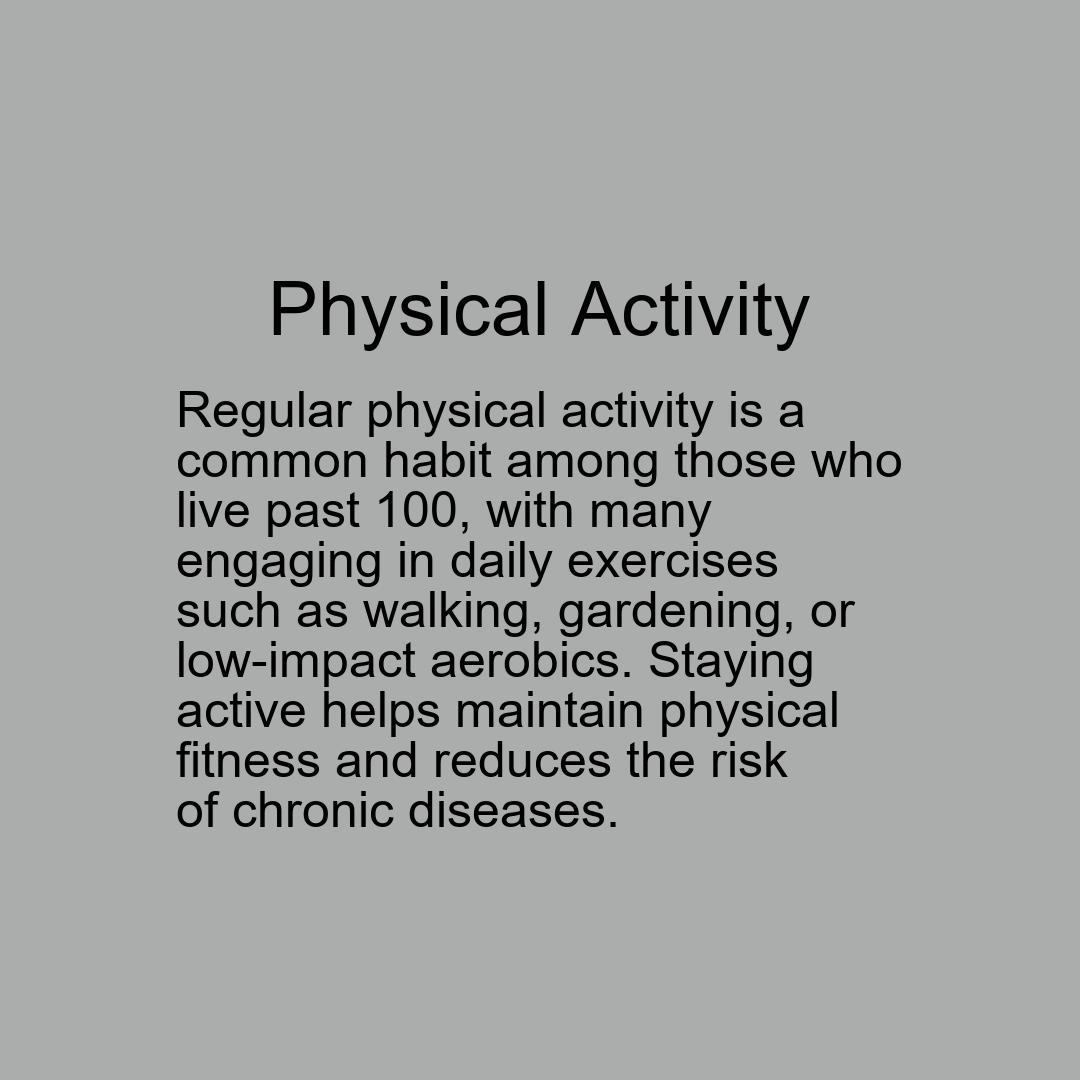 Physical Activity
Regular physical activity is a
common habit among those who
live past 100, with many
engaging in daily exercises
such as walking, gardening, or
low-impact aerobics. Staying
active helps maintain physical
fitness and reduces the risk
of chronic diseases.